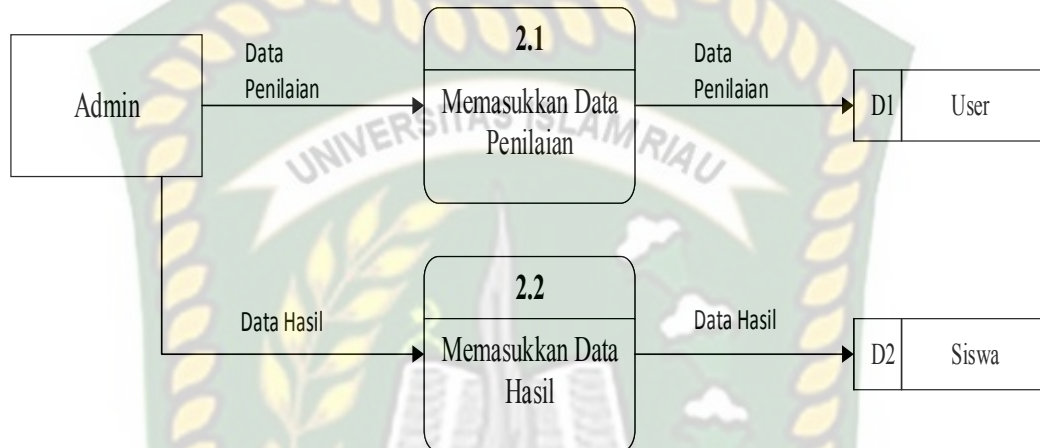 2.1
Data
Penilaian
Data
Penilaian
Admin
Memasukkan Data
Penilaian
D1
User
UNIVERSITAS ISLAM RIAU
2.2
Data Hasil
Data Hasil
Memasukkan Data
Hasil
D2
Siswa